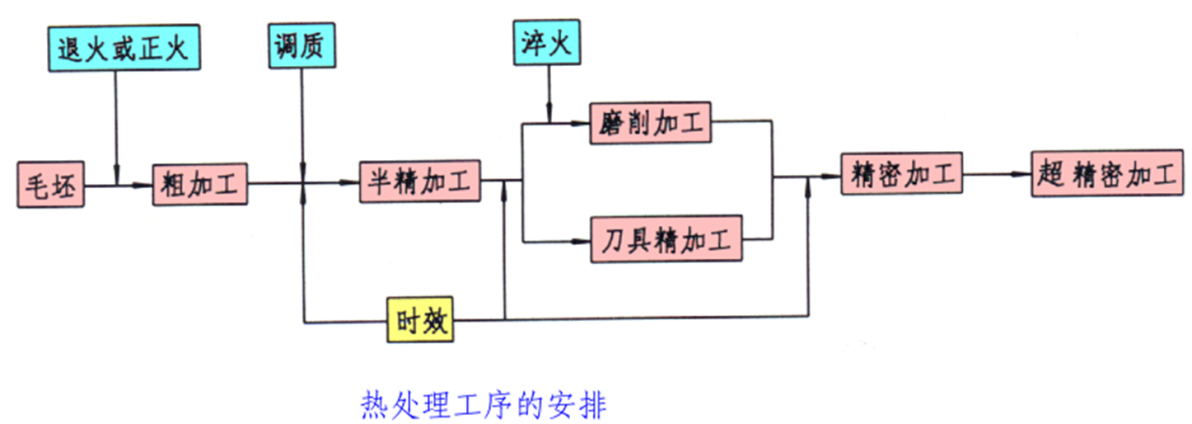 退火或正火
调质
淬火
磨削加工
毛坯
粗加工
半精加工
精密加工
超精密加工
刀具精加工
时效
热处理工序的安排